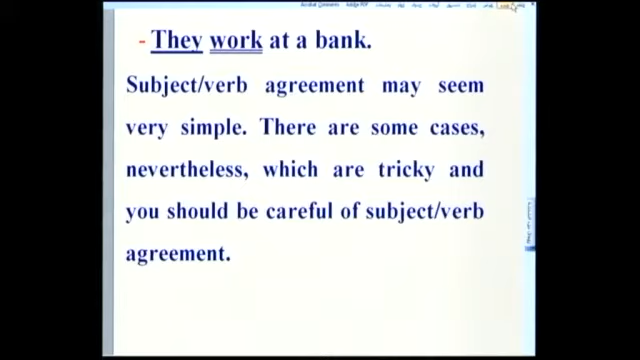 - They work at a bank.
Subject/verb agreement may seem
very simple. There are some cases,
nevertheless, which are tricky and
you should be careful of subject/verb
agreement.